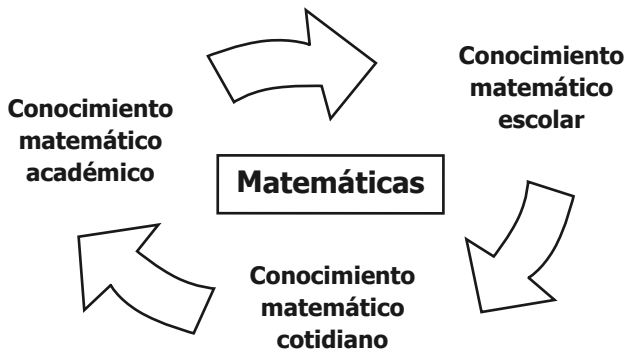 Conocimiento
matemático
académico
Conocimiento
matemático
escolar
Matemáticas
Conocimiento
matemático
cotidiano